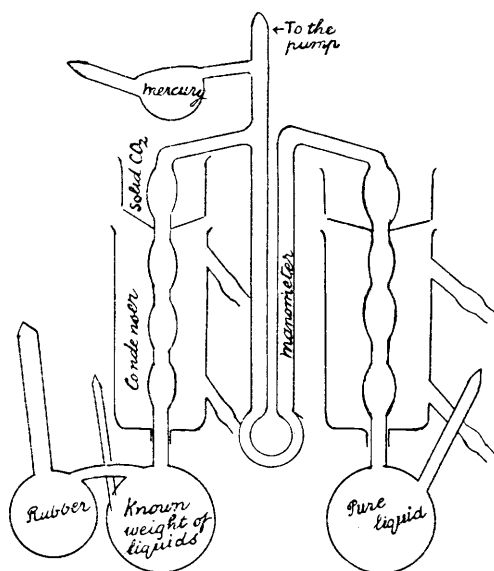 ←To the
pump
mercury
Solid CO2
Condenser
manometer
Rubber
Known
weight of
liquids
Pure
liquid